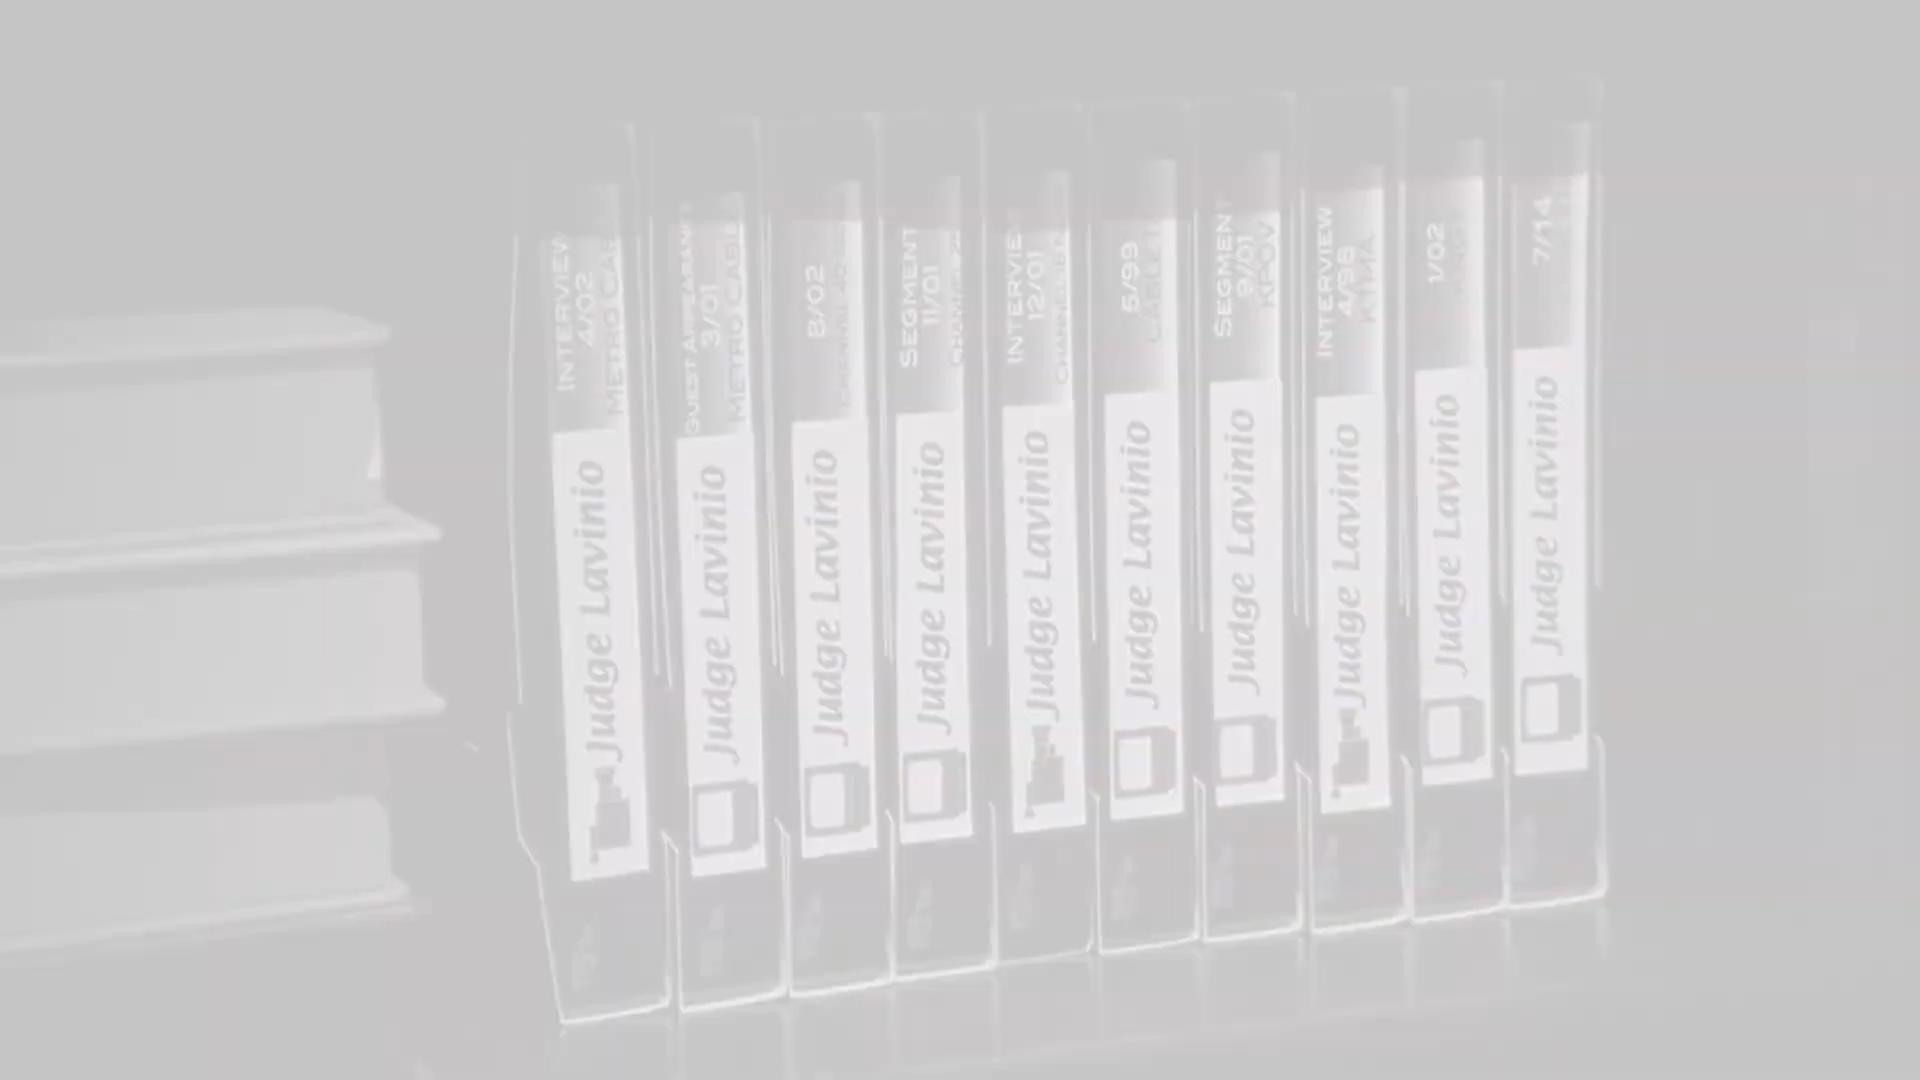 INTERVIEW
4/02
METRO CABLE
Judge Lavinio
GUEST APPEARANCE
3/01
METRO CABLE
Judge Lavinio
8/02
Judge Lavinio
SEGMENT
11/01
Judge Lavinio
INTERVIEW
12/01
Judge Lavinio
5/99
Judge Lavinio
SEGMENT
9/01
KPOV
Judge Lavinio
INTERVIEW
4/98
Judge Lavinio
1/02
Judge Lavinio
7/14
Judge Lavinio